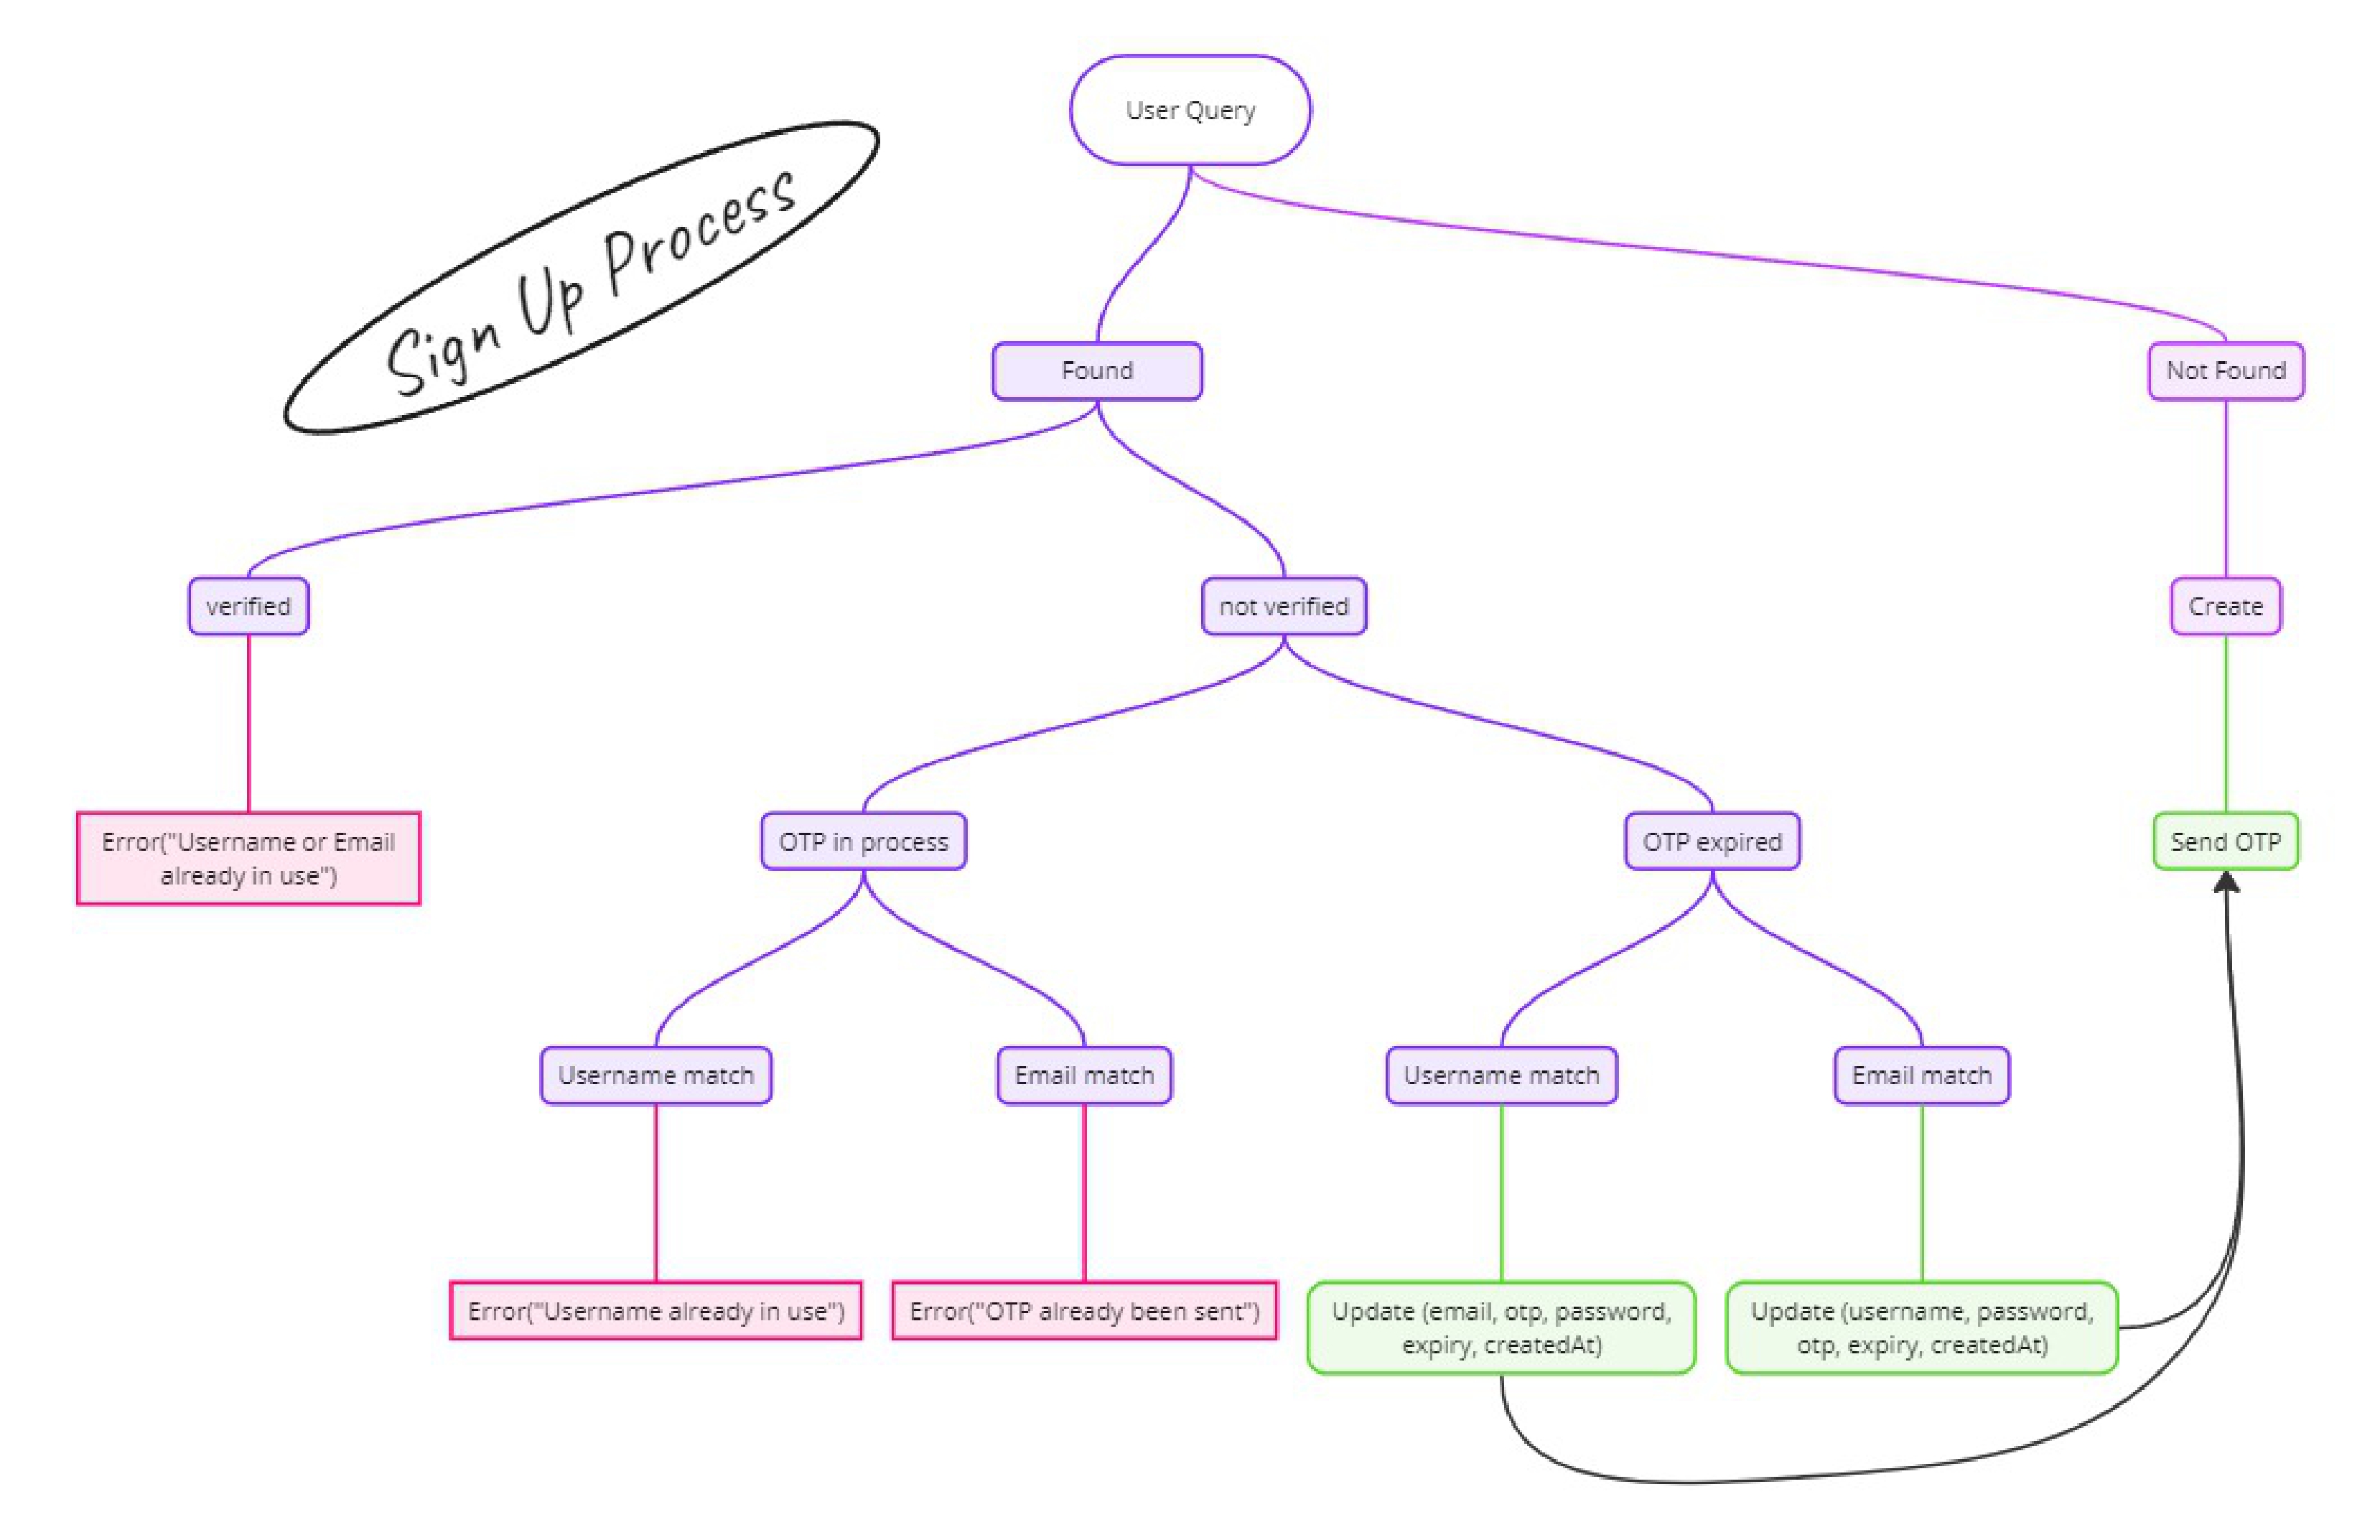 User Query
Sign Up Process
Found
Not Found
verified
not verified
Create
Error("Username or Email
already in use")
OTP in process
OTP expired
Send OTP
Username match
Email match
Username match
Email match
Error("Username already in use")
Error("OTP already been sent")
Update (email, otp, password,
expiry, createdAt)
Update (username, password,
otp, expiry, createdAt)